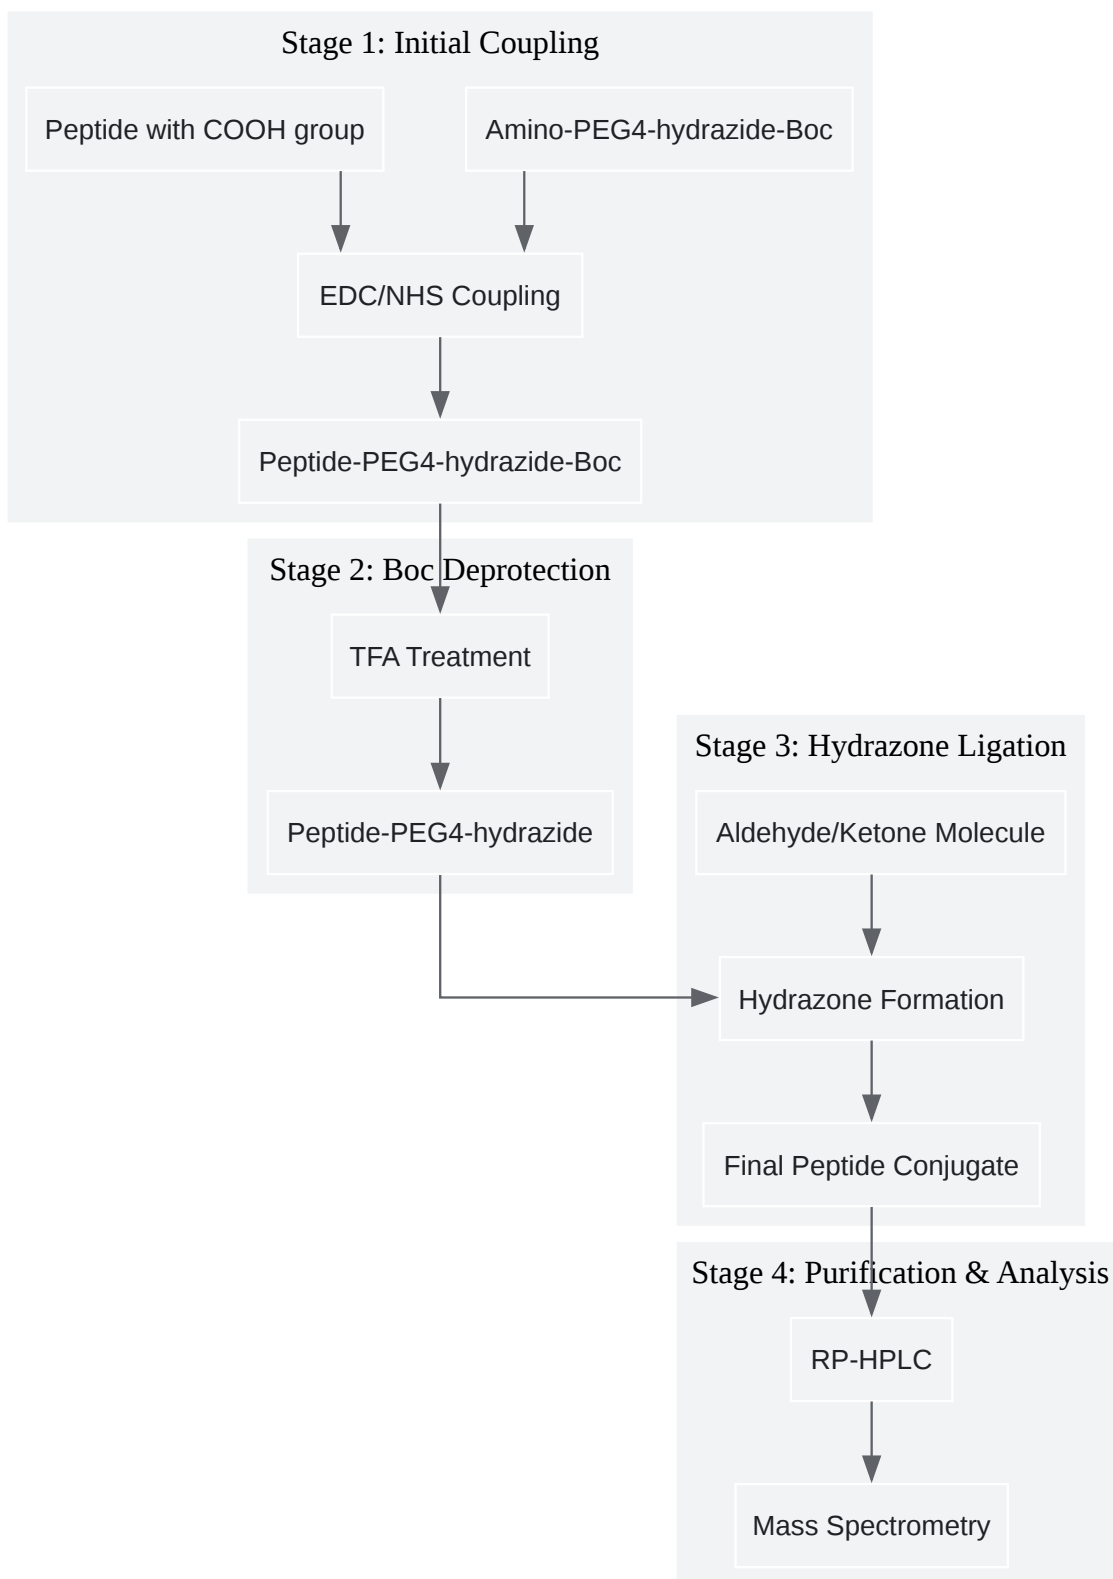 Stage 1: Initial Coupling
Peptide with COOH group
Amino-PEG4-hydrazide-Boc
EDC/NHS Coupling
Peptide-PEG4-hydrazide-Boc
Stage 2: Boc Deprotection
TFA Treatment
Peptide-PEG4-hydrazide
Stage 3: Hydrazone Ligation
Aldehyde/Ketone Molecule
Hydrazone Formation
Final Peptide Conjugate
Stage 4: Purification & Analysis
RP-HPLC
Mass Spectrometry